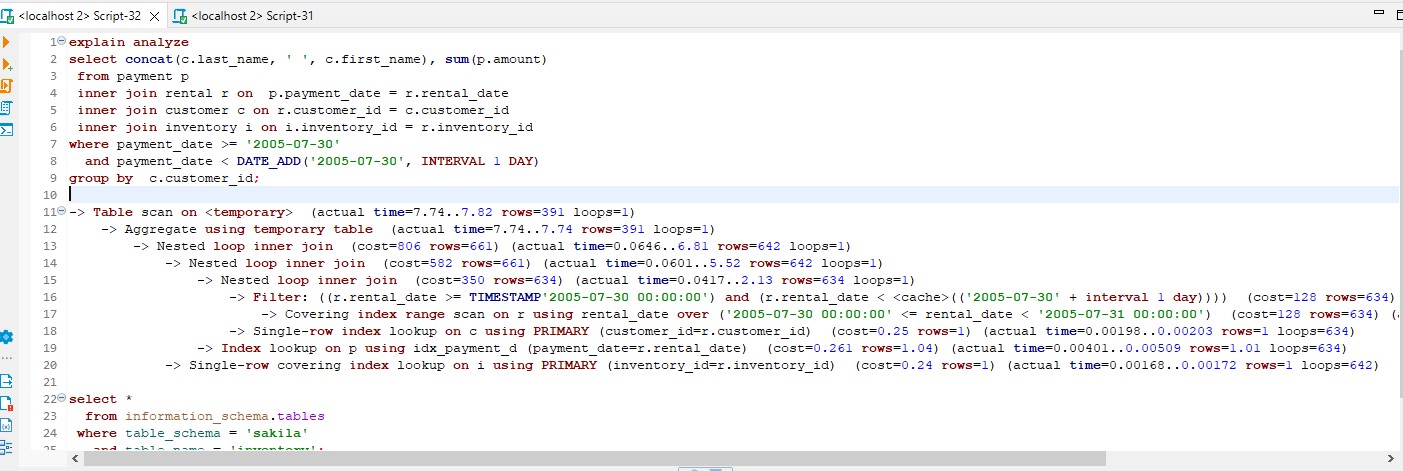 <localhost 2> Script-32
<localhost 2> Script-31
1 explain analyze
2 select concat(c.last_name, ' ', c.first_name), sum(p.amount)
3 from payment p
4 inner join rental r on  p.payment_date = r.rental_date
5 inner join customer c on r.customer_id = c.customer_id
6 inner join inventory i on i.inventory_id = r.inventory_id
7 where payment_date >= '2005-07-30'
8 and payment_date < DATE_ADD('2005-07-30', INTERVAL 1 DAY)
9 group by  c.customer_id;
10
11 -> Table scan on <temporary>  (actual time=7.74..7.82 rows=391 loops=1)
12 -> Aggregate using temporary table  (actual time=7.74..7.74 rows=391 loops=1)
13 -> Nested loop inner join  (cost=806 rows=661) (actual time=0.0646..6.81 rows=642 loops=1)
14 -> Nested loop inner join  (cost=582 rows=661) (actual time=0.0601..5.52 rows=642 loops=1)
15 -> Nested loop inner join  (cost=350 rows=634) (actual time=0.0417..2.13 rows=634 loops=1)
16 -> Filter: ((r.rental_date >= TIMESTAMP'2005-07-30 00:00:00') and (r.rental_date < <cache>(('2005-07-30' + interval 1 day))))  (cost=128 rows=634)
17 -> Covering index range scan on r using rental_date over ('2005-07-30 00:00:00' <= rental_date < '2005-07-31 00:00:00')  (cost=128 rows=634) (
18 -> Single-row index lookup on c using PRIMARY (customer_id=r.customer_id)  (cost=0.25 rows=1) (actual time=0.00198..0.00203 rows=1 loops=634)
19 -> Index lookup on p using idx_payment_d (payment_date=r.rental_date)  (cost=0.261 rows=1.04) (actual time=0.00401..0.00509 rows=1.01 loops=634)
20 -> Single-row covering index lookup on i using PRIMARY (inventory_id=r.inventory_id)  (cost=0.24 rows=1) (actual time=0.00168..0.00172 rows=1 loops=642)
21
22 select *
23 from information_schema.tables
24 where table_schema = 'sakila'
25 and table_name = 'inventory';